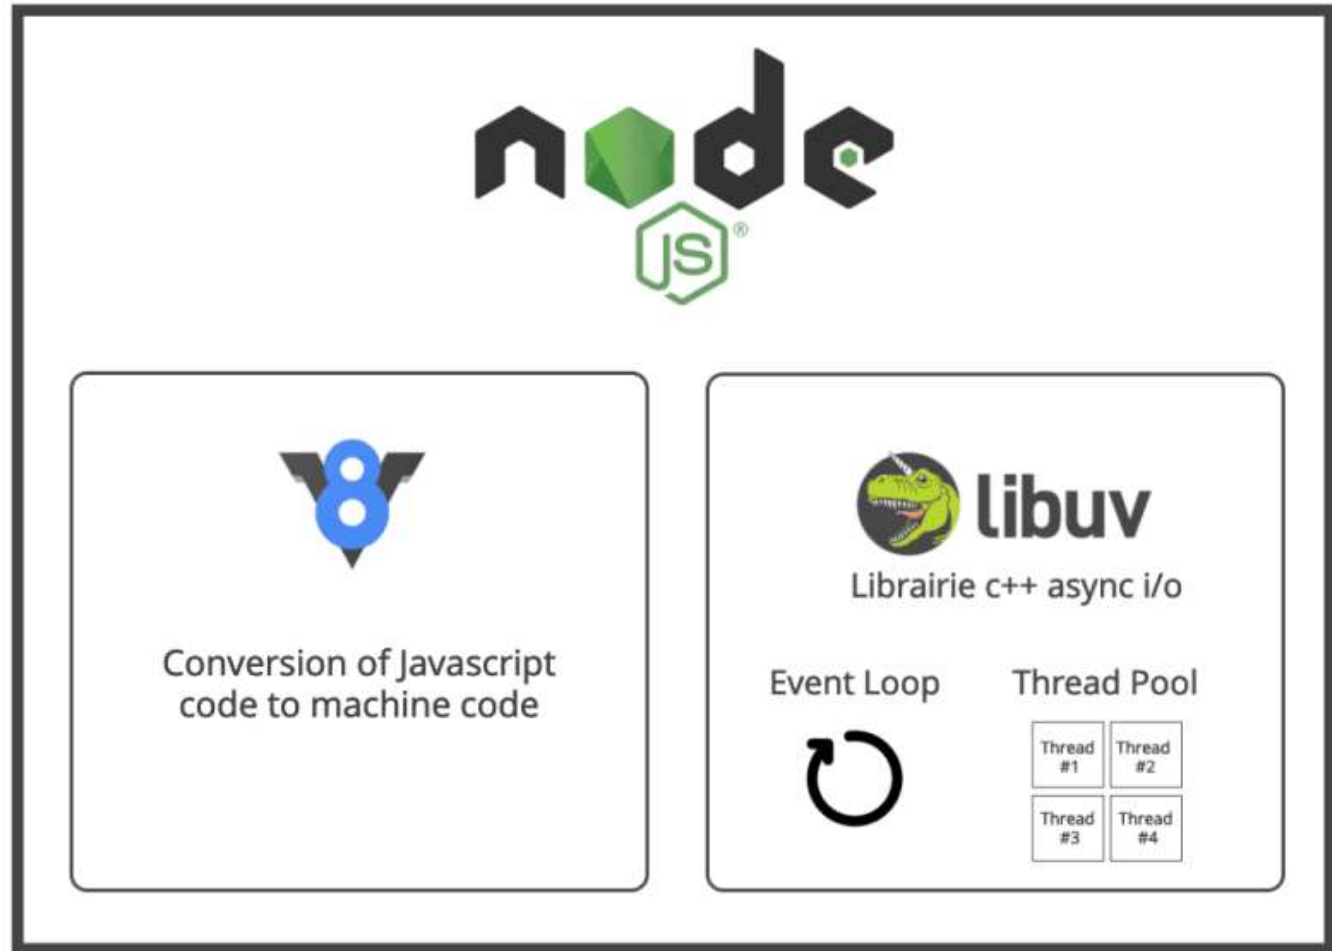 node
JS®
V8
Conversion of Javascript
code to machine code
libuv
Librairie c++ async i/o
Event Loop
Thread Pool
Thread
#1
Thread
#2
Thread
#3
Thread
#4